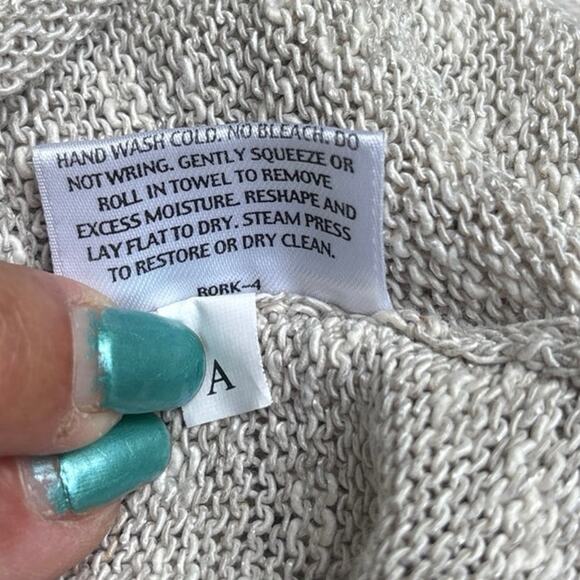 HAND WASH COLD. NO BLEACH. DO
NOT WRING. GENTLY SQUEEZE OR
ROLL IN TOWEL TO REMOVE
EXCESS MOISTURE. RESHAPE AND
LAY FLAT TO DRY. STEAM PRESS
TO RESTORE OR DRY CLEAN.
RORK-4
A